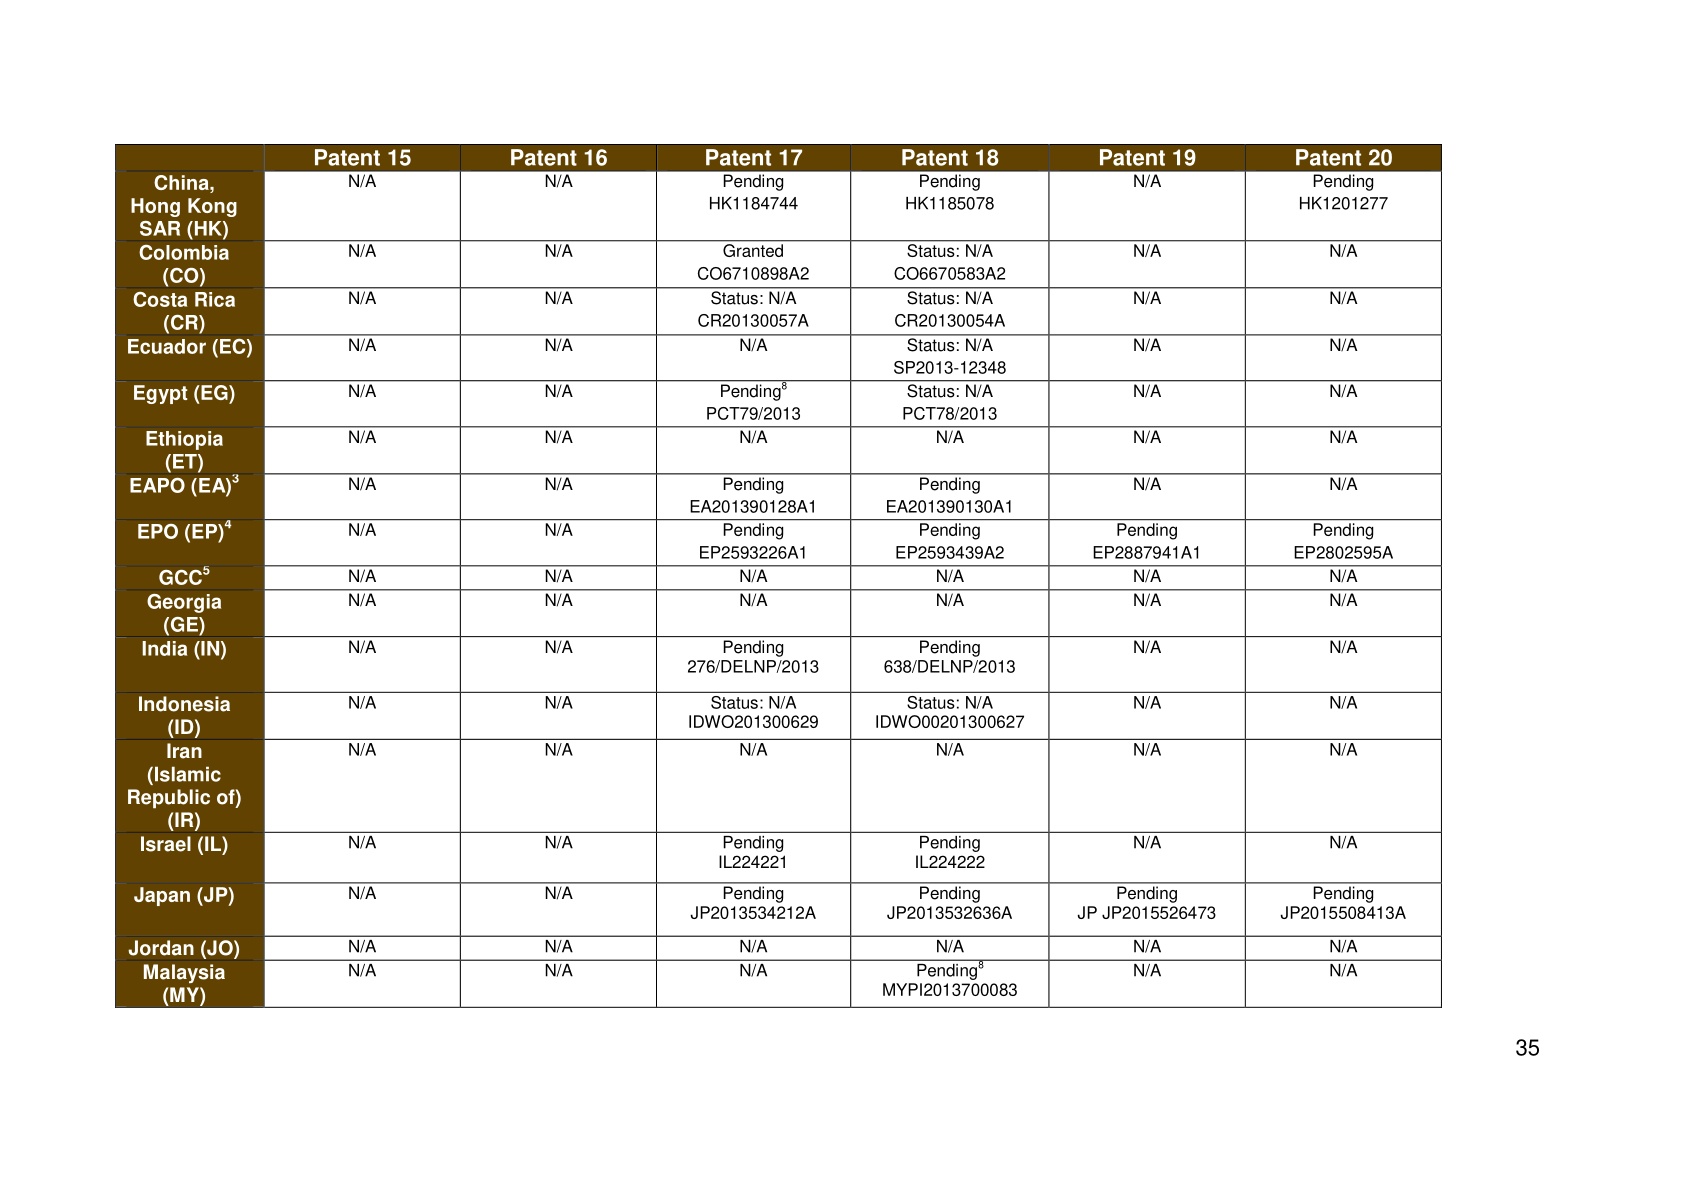 Patent 15 Patent 16 Patent 17 Patent 18 Patent 19 Patent 20
China, N/A N/A Pending Pending N/A Pending
Hong Kong HK1184744 HK1185078 HK1201277
SAR (HK)
Colombia N/A N/A Granted Status: N/A N/A N/A
(CO) CO6710898A2 CO6670583A2
Costa Rica N/A N/A Status: N/A Status: N/A N/A N/A
(CR) CR20130057A CR20130054A
Ecuador (EC) N/A N/A N/A Status: N/A N/A N/A
SP2013-12348
Egypt (EG) N/A N/A Pending8 Status: N/A N/A N/A
PCT79/2013 PCT78/2013
Ethiopia N/A N/A N/A N/A N/A N/A
(ET)
EAPO (EA)3 N/A N/A Pending Pending N/A N/A
EA201390128A1 EA201390130A1
EPO (EP)4 N/A N/A Pending Pending Pending Pending
EP2593226A1 EP2593439A2 EP2887941A1 EP2802595A
GCC5 N/A N/A N/A N/A N/A N/A
Georgia N/A N/A N/A N/A N/A N/A
(GE)
India (IN) N/A N/A Pending Pending N/A N/A
276/DELNP/2013 638/DELNP/2013
Indonesia N/A N/A Status: N/A Status: N/A N/A N/A
(ID) IDWO201300629 IDWO00201300627
Iran N/A N/A N/A N/A N/A N/A
(Islamic
Republic of)
(IR)
Israel (IL) N/A N/A Pending Pending N/A N/A
IL224221 IL224222
Japan (JP) N/A N/A Pending Pending Pending Pending
JP2013534212A JP2013532636A JP JP2015526473 JP2015508413A
Jordan (JO) N/A N/A N/A N/A N/A N/A
Malaysia N/A N/A N/A Pending8 N/A N/A
(MY) MYPI2013700083
35